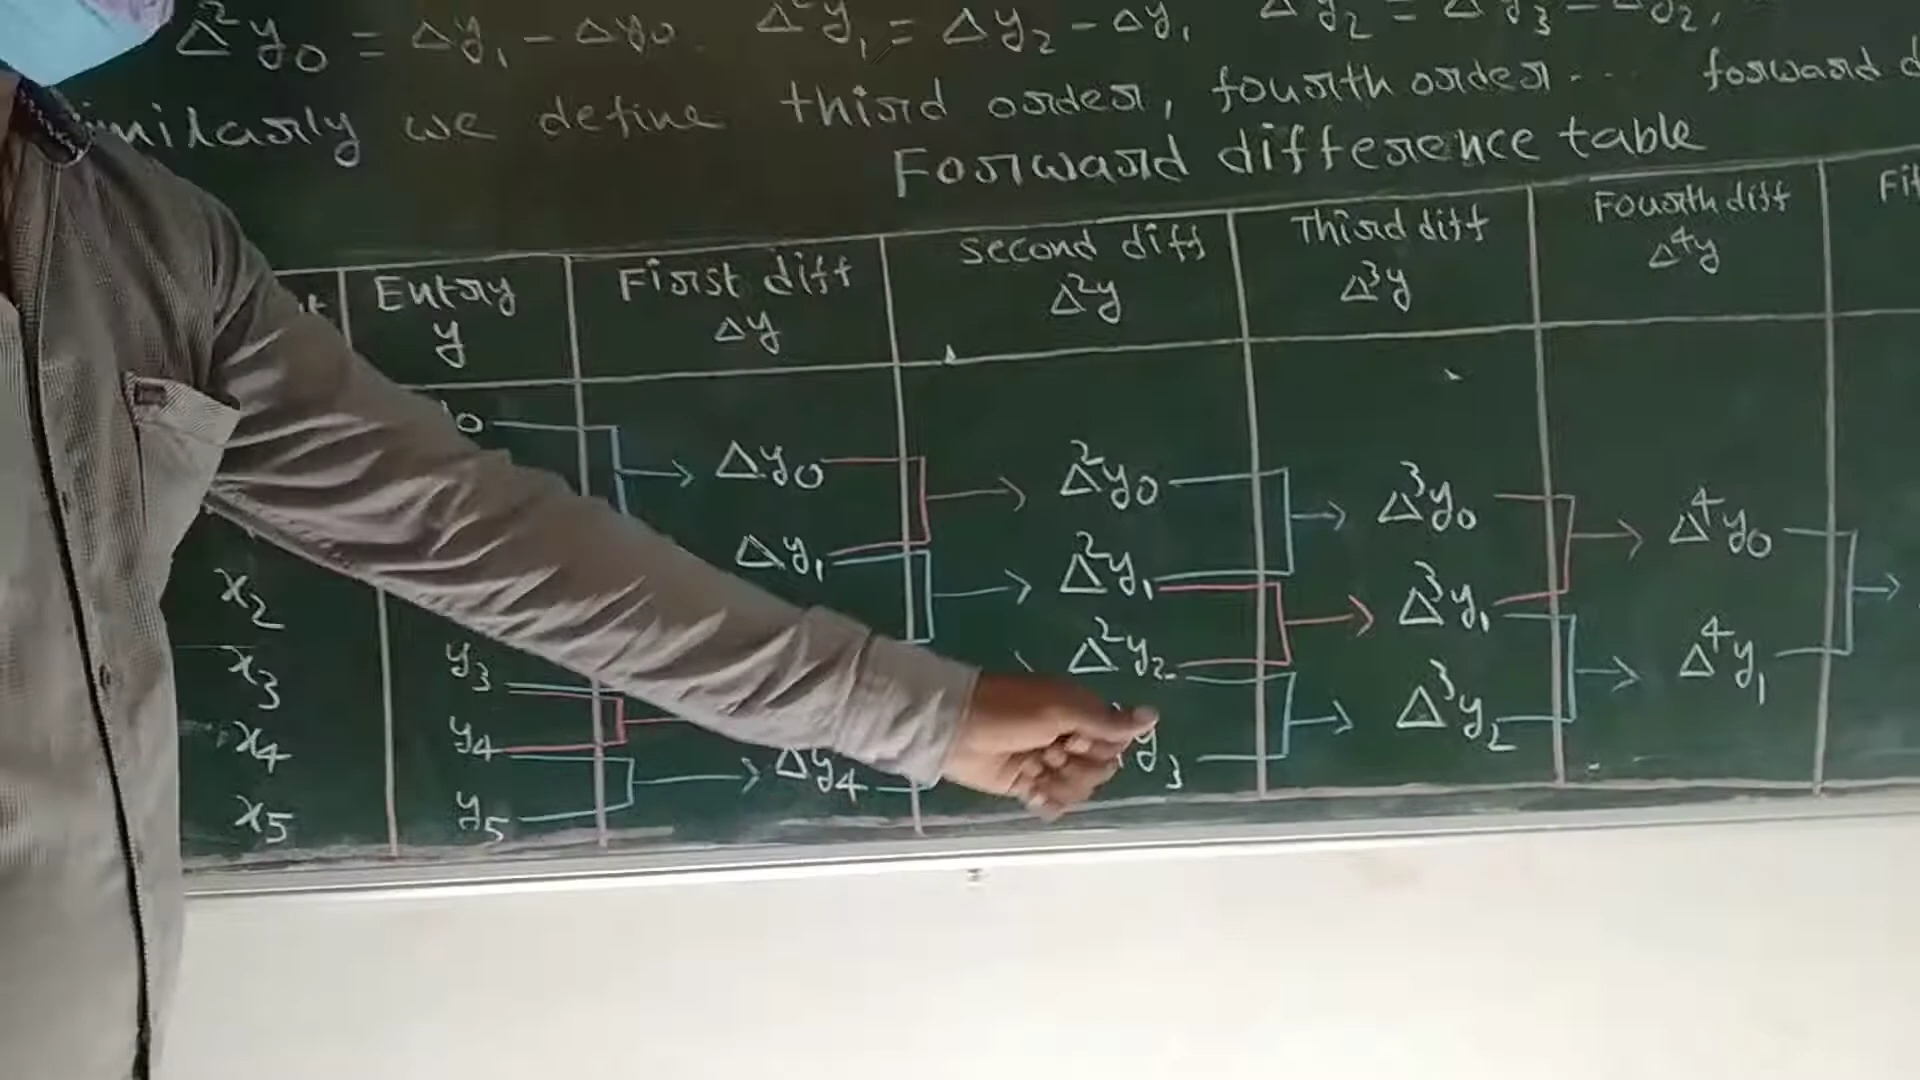 Δ²y₀ = Δy₁ - Δy₀. Δ²y₁ = Δy₂ - Δy₁ Δ²y₂ = Δy₃ - Δy₂,
we define third order, fourth order ... forward
Forward difference table
Entry y First diff Δy second diff Δ²y Third diff Δ³y Fourth diff Δ⁴y
Δy₀ Δ²y₀ Δ³y₀ Δ⁴y₀
Δy₁ Δ²y₁ Δ³y₁ Δ⁴y₁
x₂ Δ²y₂ Δ³y₂
x₃ y₃ y₃
x₄ y₄ Δy₄
x₅ y₅